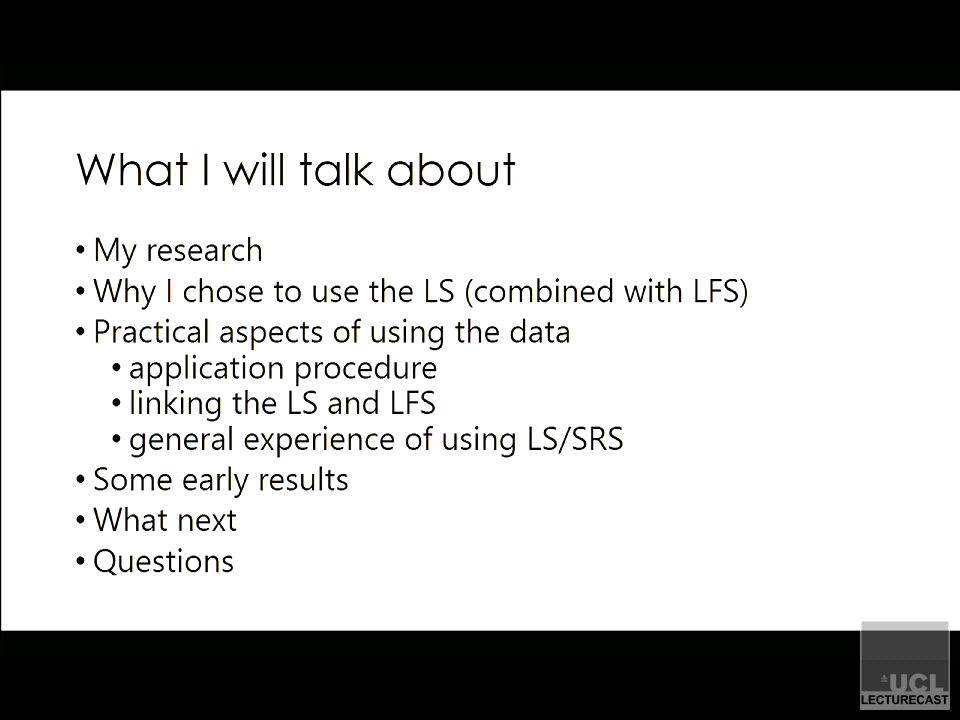 What I will talk about
• My research
• Why I chose to use the LS (combined with LFS)
• Practical aspects of using the data
• application procedure
• linking the LS and LFS
• general experience of using LS/SRS
• Some early results
• What next
• Questions
UCL
LECTURECAST